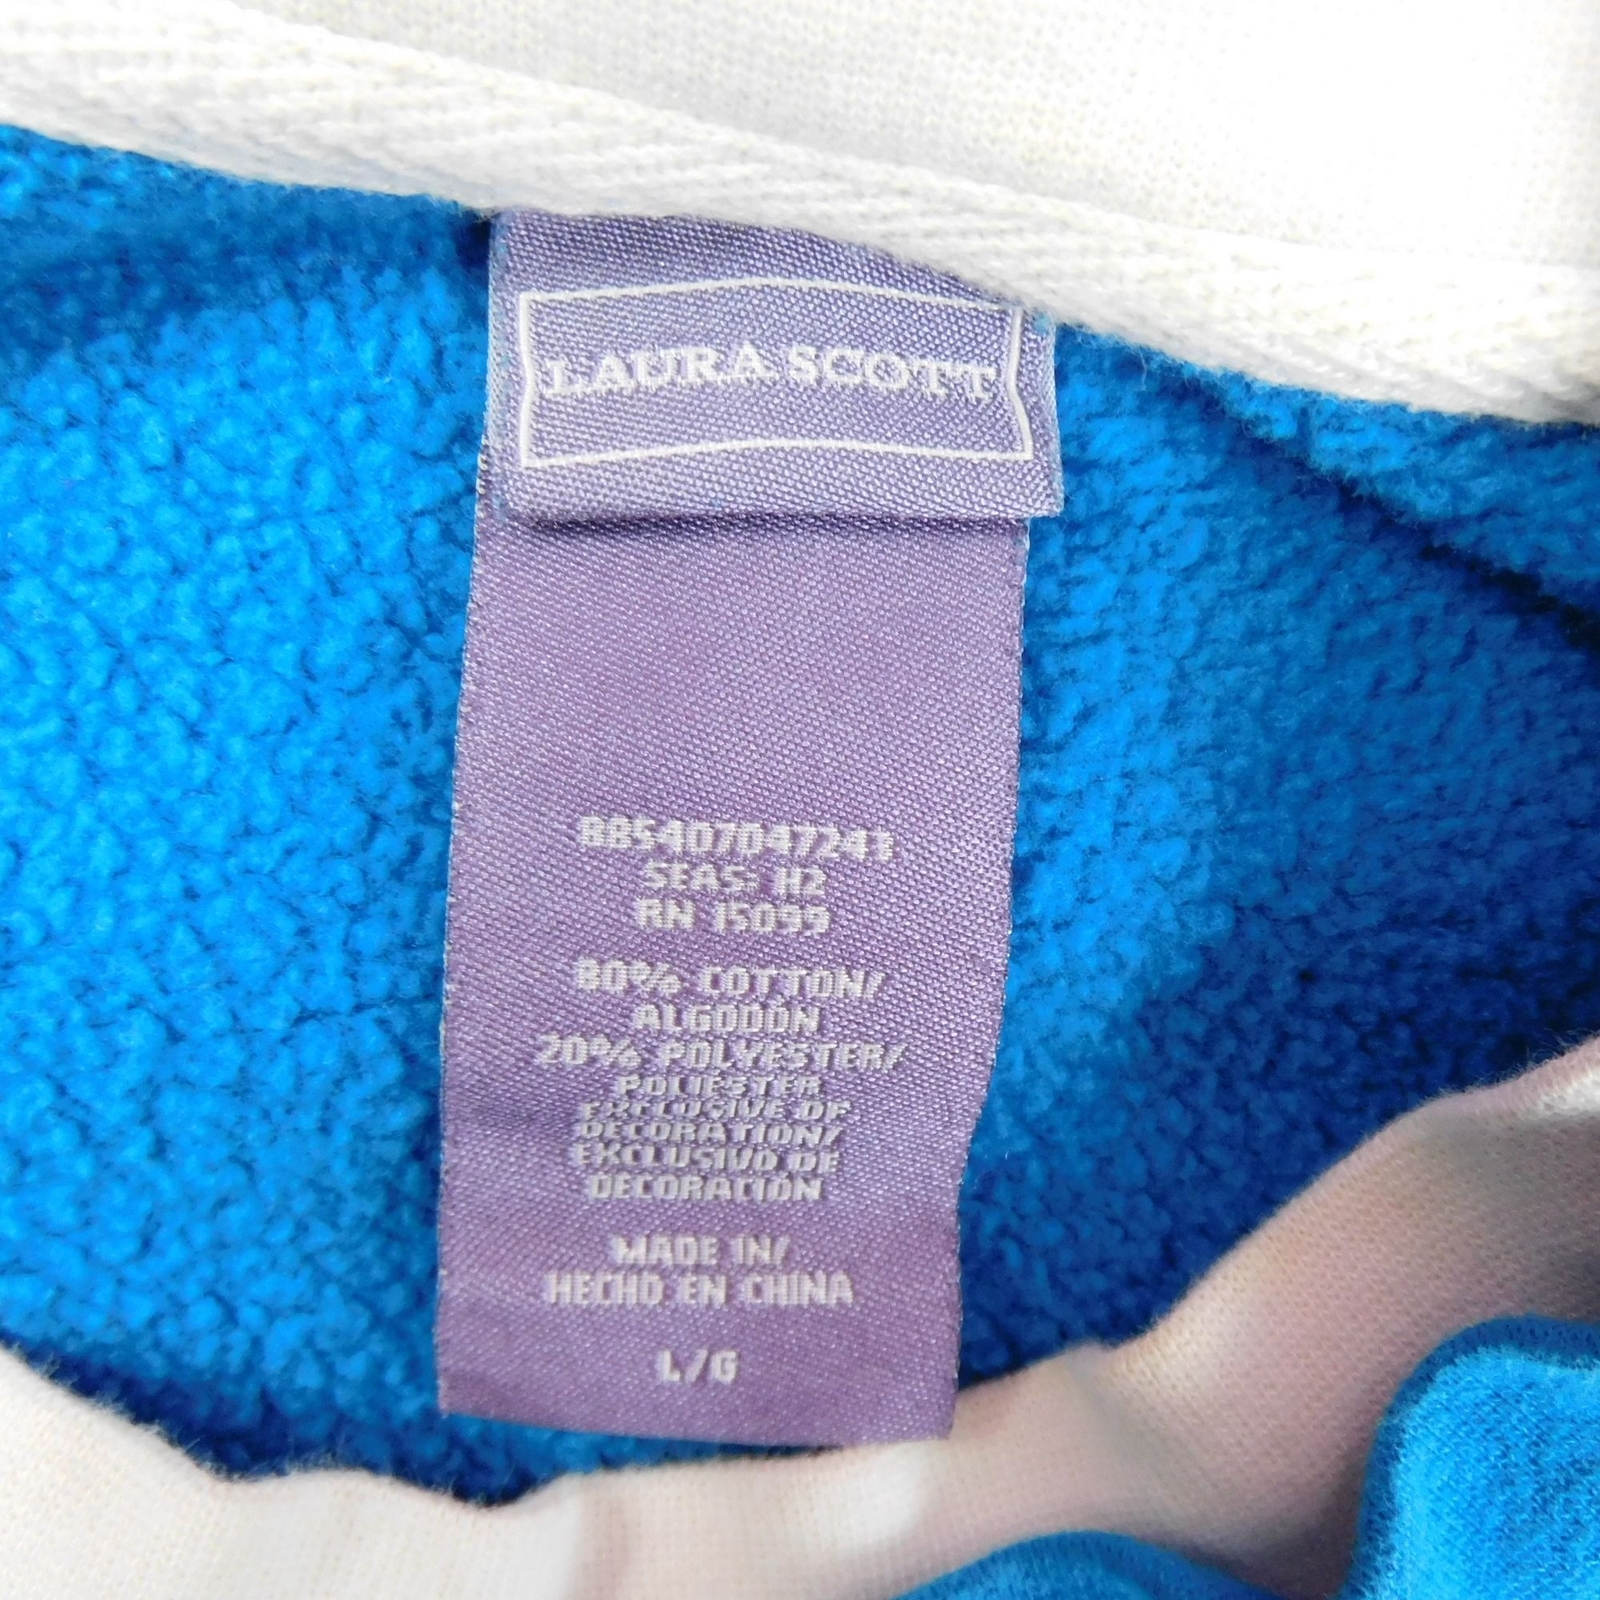 LAURA SCOTT
885407047241
SEAS: H2
RN 15099
80% COTTON/
ALGODON
20% POLYESTER/
POLIESTER
EXCLUSIVE OF
DECORATION/
EXCLUSIVO DE
DECORACION
MADE IN/
HECHO EN CHINA
L/G